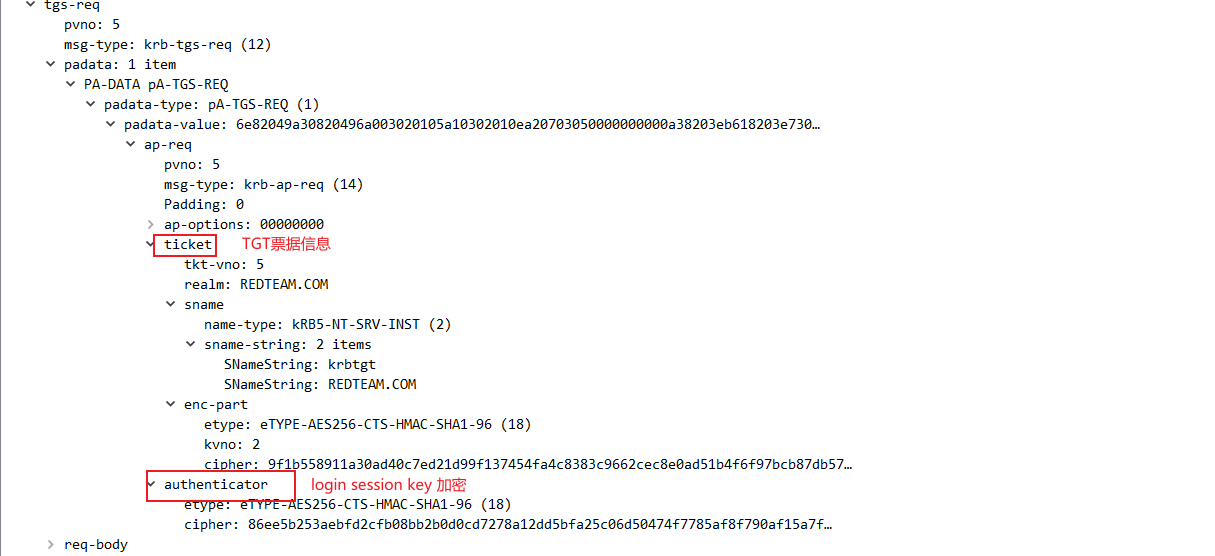 tgs-req
pvno: 5
msg-type: krb-tgs-req (12)
padata: 1 item
PA-DATA pA-TGS-REQ
padata-type: pA-TGS-REQ (1)
padata-value: 6e82049a30820496a003020105a10302010ea20703050000000000a38203eb618203e730…
ap-req
pvno: 5
msg-type: krb-ap-req (14)
Padding: 0
ap-options: 00000000
ticket TGT票据信息
tkt-vno: 5
realm: REDTEAM.COM
sname
name-type: kRB5-NT-SRV-INST (2)
sname-string: 2 items
SNameString: krbtgt
SNameString: REDTEAM.COM
enc-part
etype: eTYPE-AES256-CTS-HMAC-SHA1-96 (18)
kvno: 2
cipher: 9f1b558911a30ad40c7ed21d99f137454fa4c8383c9662cec8e0ad51b4f6f97bcb87db57…
authenticator login session key 加密
etype: eTYPE-AES256-CTS-HMAC-SHA1-96 (18)
cipher: 86ee5b253aebfd2cfb08bb2b0d0cd7278a12dd5bfa25c06d50474f7785af8f790af15a7f…
req-body